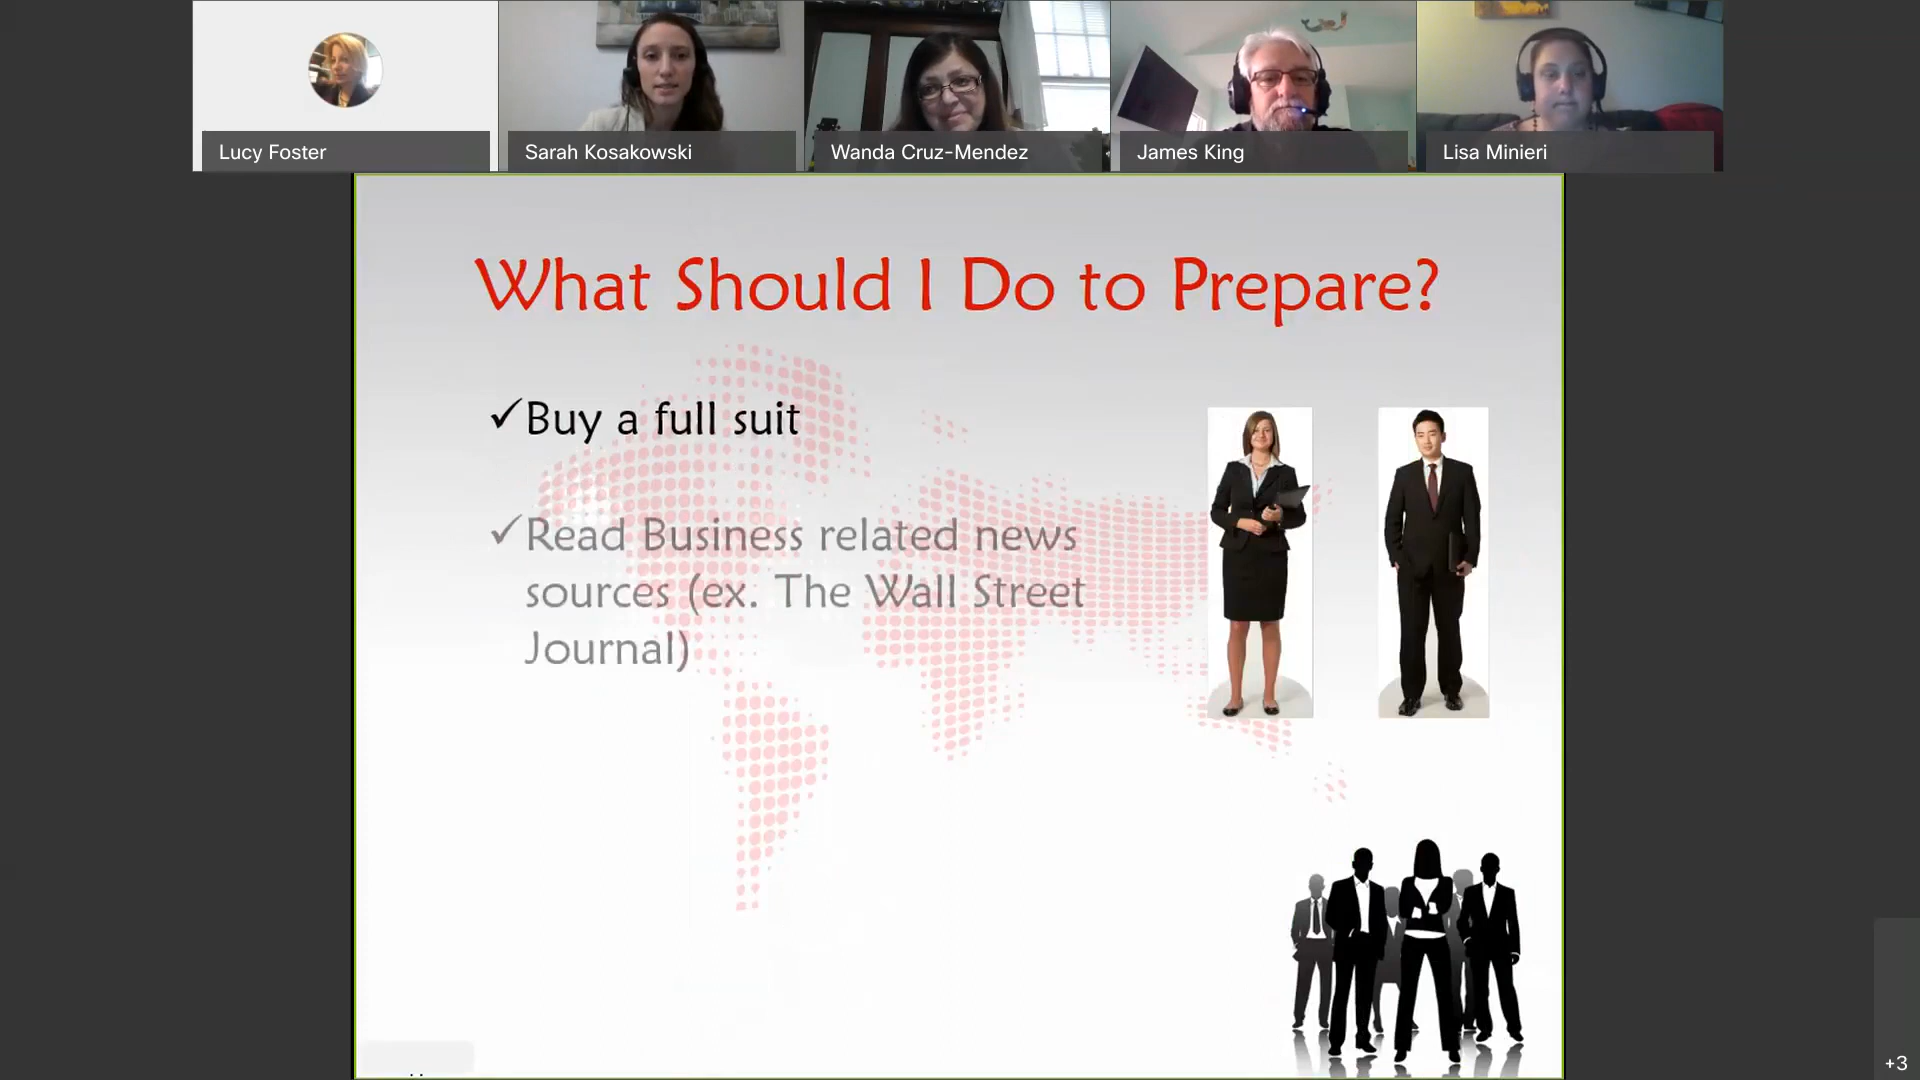 Lucy Foster
Sarah Kosakowski
Wanda Cruz-Mendez
James King
Lisa Minieri
What Should I Do to Prepare?
✓Buy a full suit
✓Read Business related news
sources (ex. The Wall Street
Journal)
+3